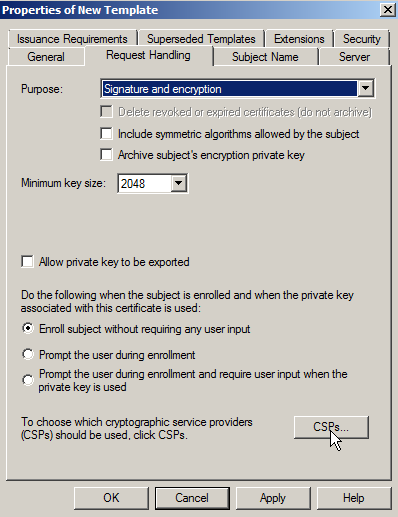 Properties of New Template
Issuance Requirements Superseded Templates Extensions Security
General Request Handling Subject Name Server
Purpose: Signature and encryption
Delete revoked or expired certificates (do not archive)
Include symmetric algorithms allowed by the subject
Archive subject's encryption private key
Minimum key size: 2048
Allow private key to be exported
Do the following when the subject is enrolled and when the private key
associated with this certificate is used:
Enroll subject without requiring any user input
Prompt the user during enrollment
Prompt the user during enrollment and require user input when the
private key is used
To choose which cryptographic service providers
(CSPs) should be used, click CSPs.
CSPs...
OK Cancel Apply Help